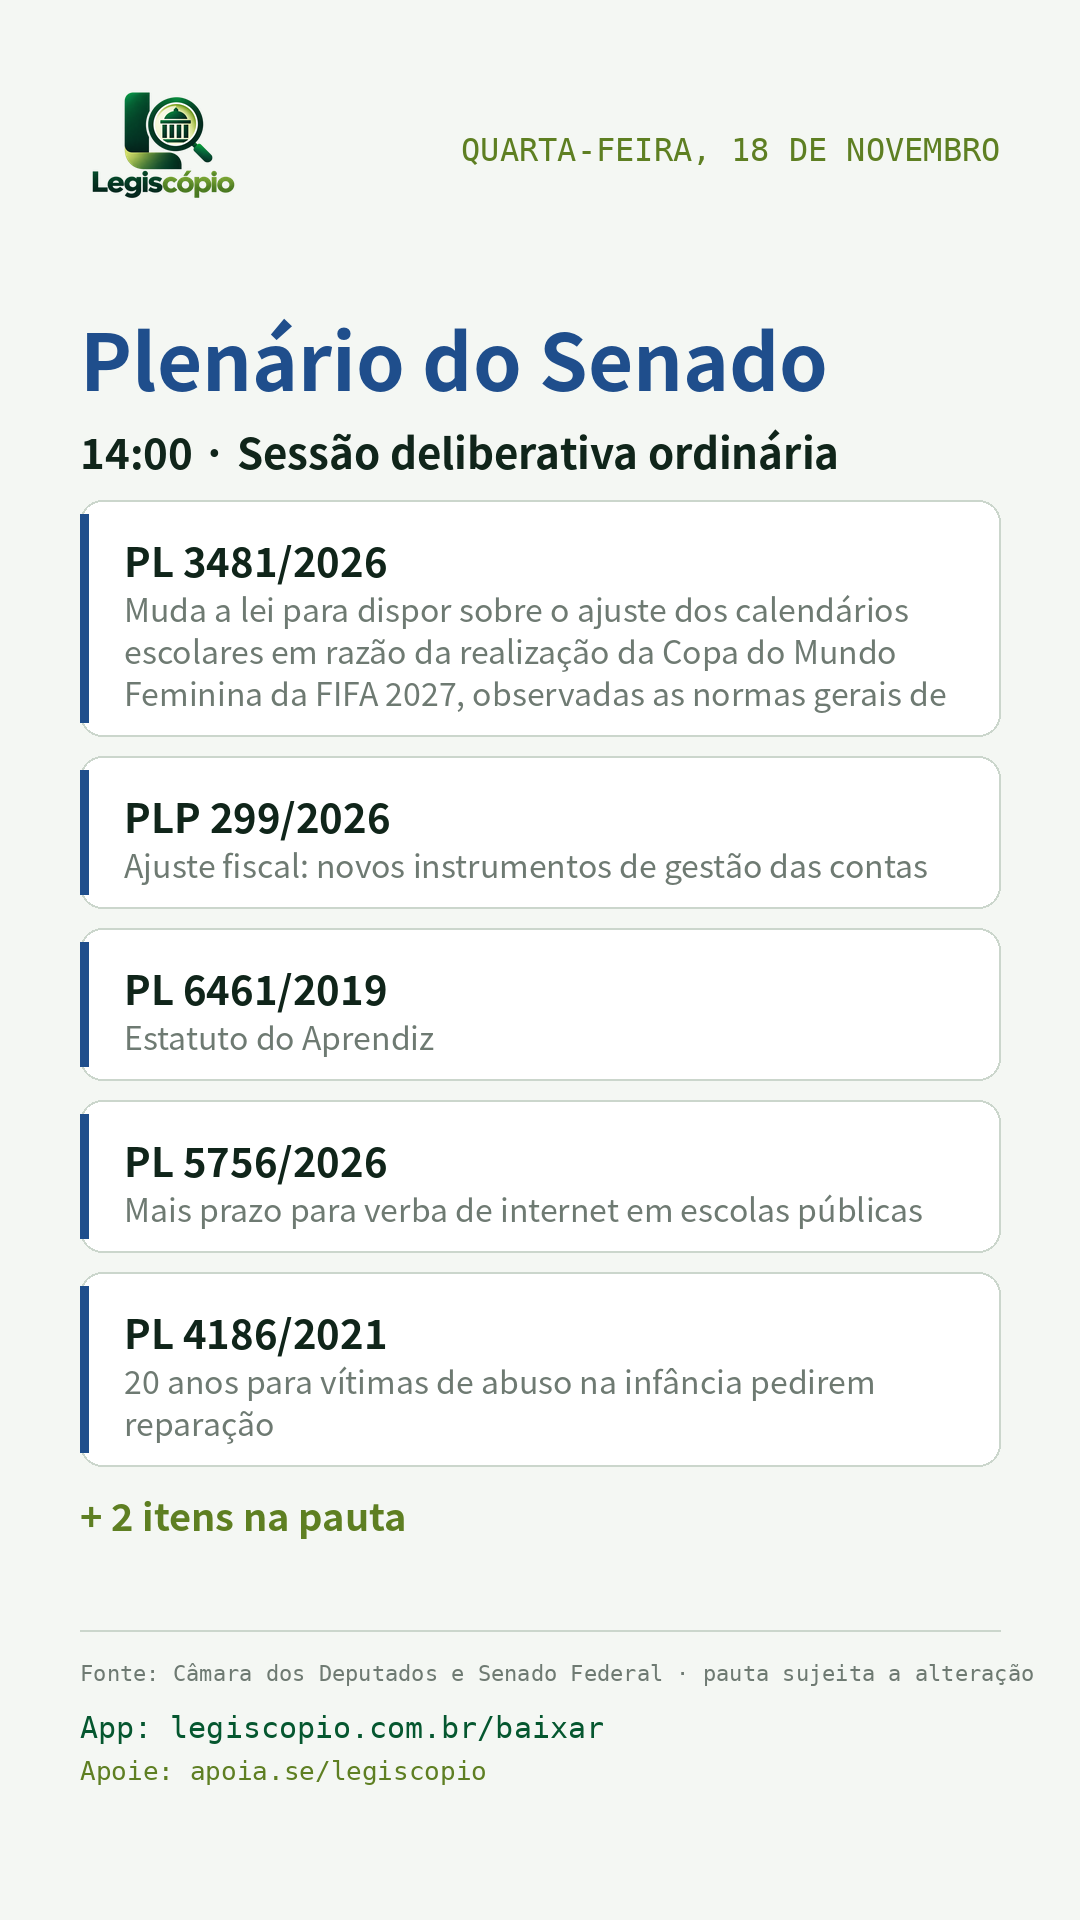 Legiscópio
QUARTA-FEIRA, 18 DE NOVEMBRO
Plenário do Senado
14:00 · Sessão deliberativa ordinária
PL 3481/2026
Muda a lei para dispor sobre o ajuste dos calendários
escolares em razão da realização da Copa do Mundo
Feminina da FIFA 2027, observadas as normas gerais de
PLP 299/2026
Ajuste fiscal: novos instrumentos de gestão das contas
PL 6461/2019
Estatuto do Aprendiz
PL 5756/2026
Mais prazo para verba de internet em escolas públicas
PL 4186/2021
20 anos para vítimas de abuso na infância pedirem
reparação
+ 2 itens na pauta
Fonte: Câmara dos Deputados e Senado Federal · pauta sujeita a alteração
App: legiscopio.com.br/baixar
Apoie: apoia.se/legiscopio